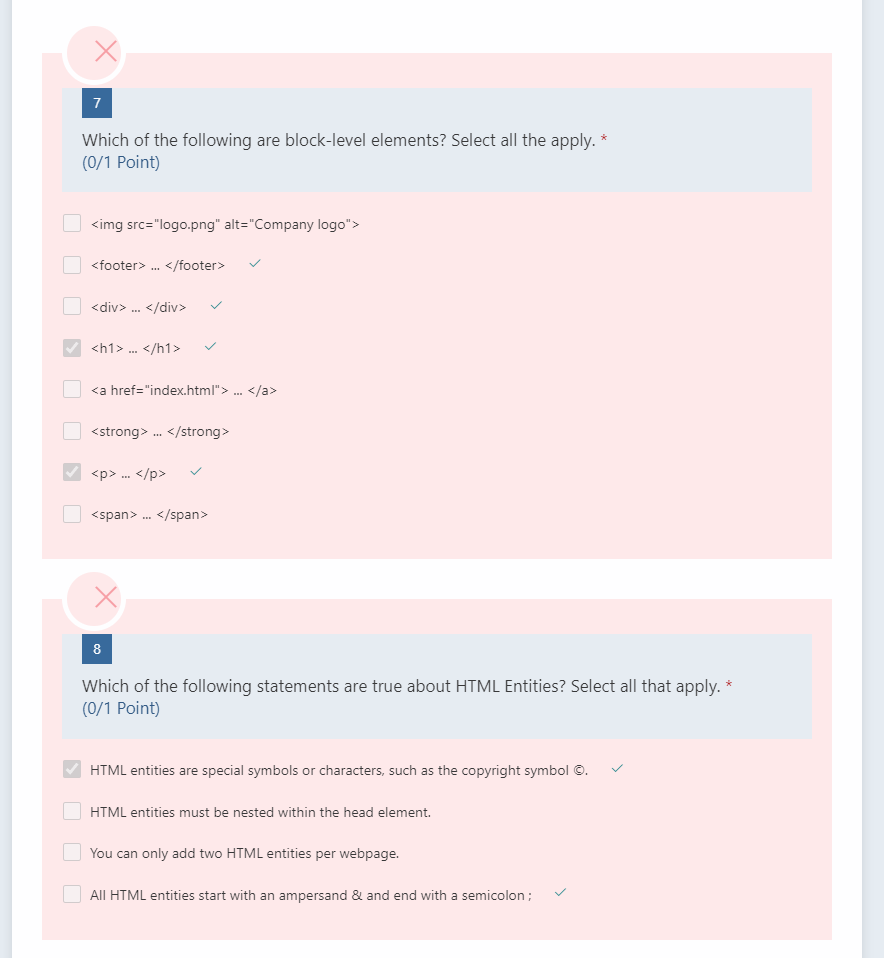 7
Which of the following are block-level elements? Select all the apply. *
(0/1 Point)
<img src="logo.png" alt="Company logo">
<footer> ... </footer>
<div> ... </div>
<h1> ... </h1>
<a href="index.html"> ... </a>
<strong> ... </strong>
<p> ... </p>
<span> ... </span>
8
Which of the following statements are true about HTML Entities? Select all that apply. *
(0/1 Point)
HTML entities are special symbols or characters, such as the copyright symbol ©.
HTML entities must be nested within the head element.
You can only add two HTML entities per webpage.
All HTML entities start with an ampersand & and end with a semicolon ;